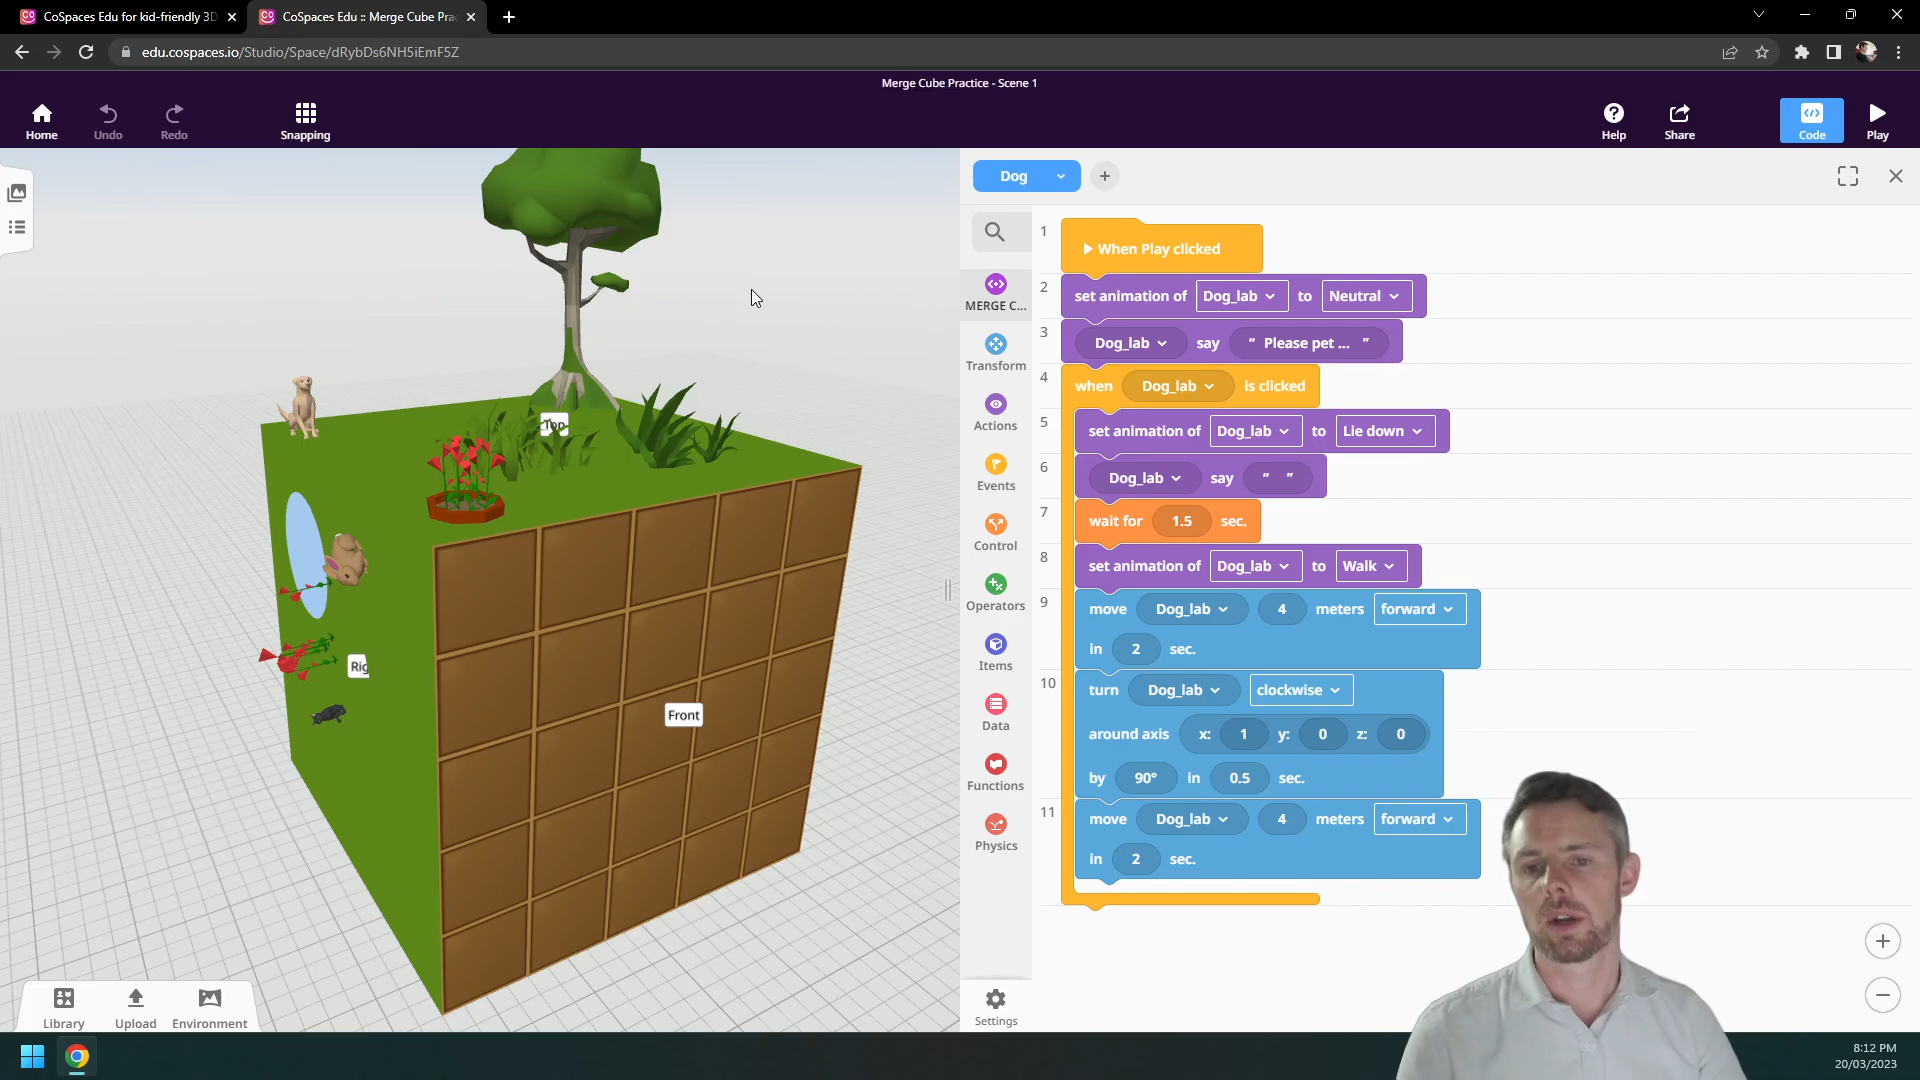 CoSpaces Edu for kid-friendly 3D
CoSpaces Edu :: Merge Cube Pra
edu.cospaces.io/Studio/Space/dRybDs6NH5iEmF5Z
Merge Cube Practice - Scene 1
Home
Undo
Redo
Snapping
Help
Share
Code
Play
Dog
MERGE C...
Transform
Actions
Events
Control
Operators
Items
Data
Functions
Physics
Settings
1 When Play clicked
2 set animation of Dog_lab to Neutral
3 Dog_lab say “ Please pet ... ”
4 when Dog_lab is clicked
5 set animation of Dog_lab to Lie down
6 Dog_lab say “ ”
7 wait for 1.5 sec.
8 set animation of Dog_lab to Walk
9 move Dog_lab 4 meters forward
in 2 sec.
10 turn Dog_lab clockwise
around axis x: 1 y: 0 z: 0
by 90° in 0.5 sec.
11 move Dog_lab 4 meters forward
in 2 sec.
Top
Rig
Front
Library
Upload
Environment
8:12 PM
20/03/2023